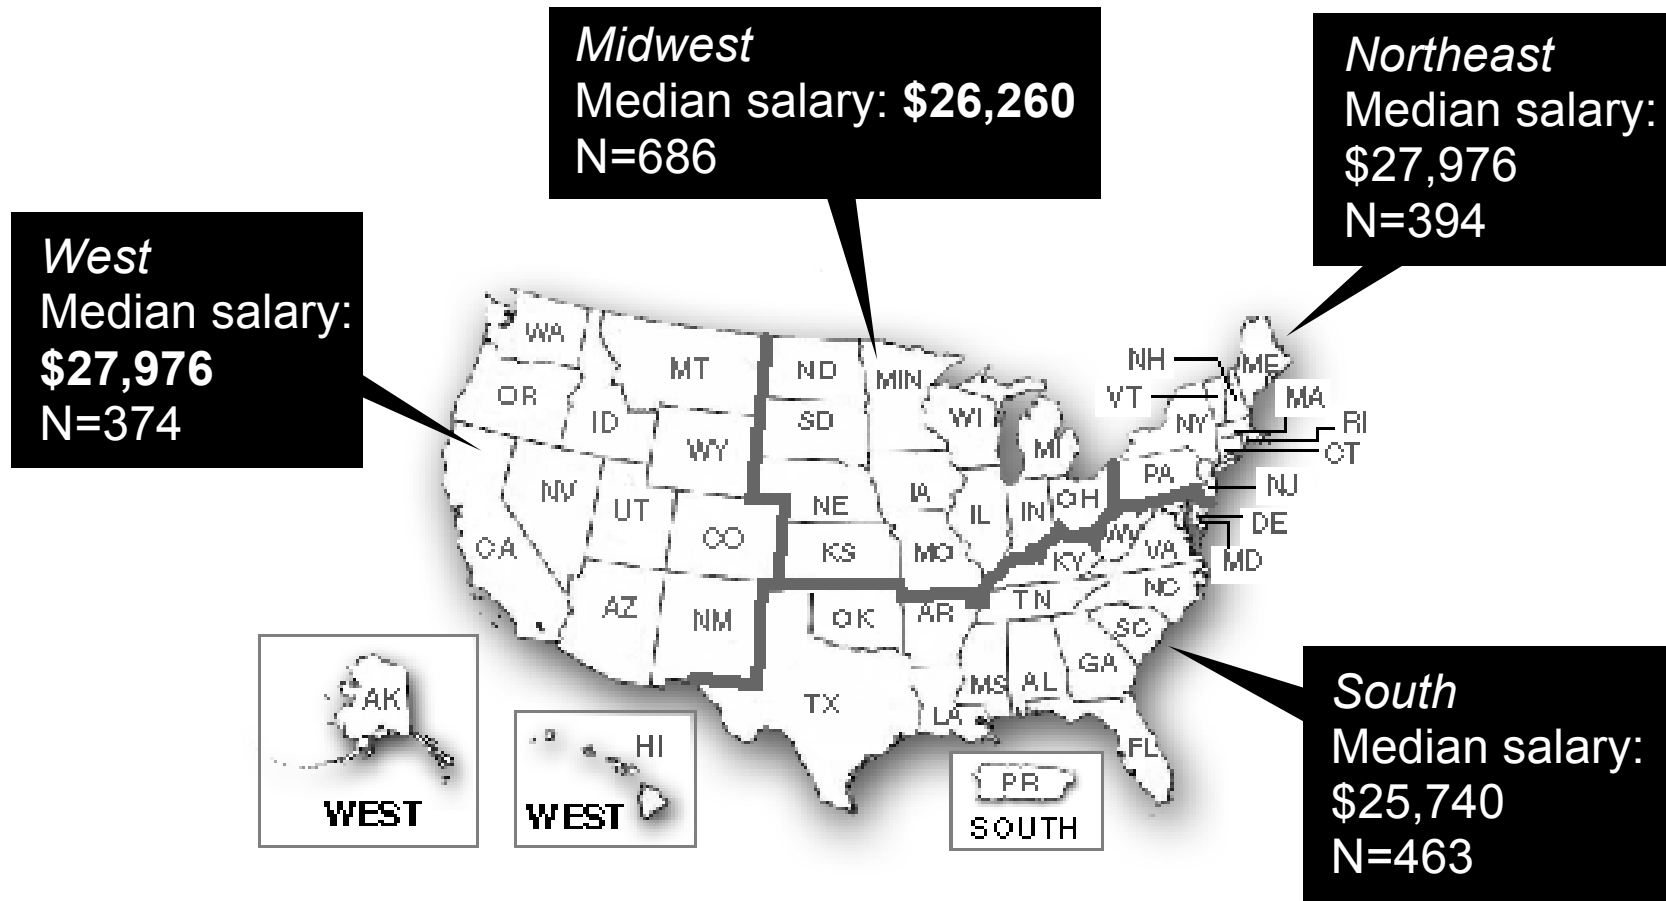 Midwest
Median salary: $26,260
N=686
Northeast
Median salary:
$27,976
N=394
West
Median salary:
$27,976
N=374
WA
MT
ND
MIN
OR
ID
WY
SD
WI
MI
NH
VT
ME
MA
NY
RI
CT
PA
NJ
DE
MD
NV
UT
CO
NE
IA
IL
IN
OH
CA
KS
MO
KY
WV
VA
AZ
NM
OK
AR
TN
NC
SC
TX
LA
MS
AL
GA
FL
AK
WEST
HI
WEST
PR
SOUTH
South
Median salary:
$25,740
N=463